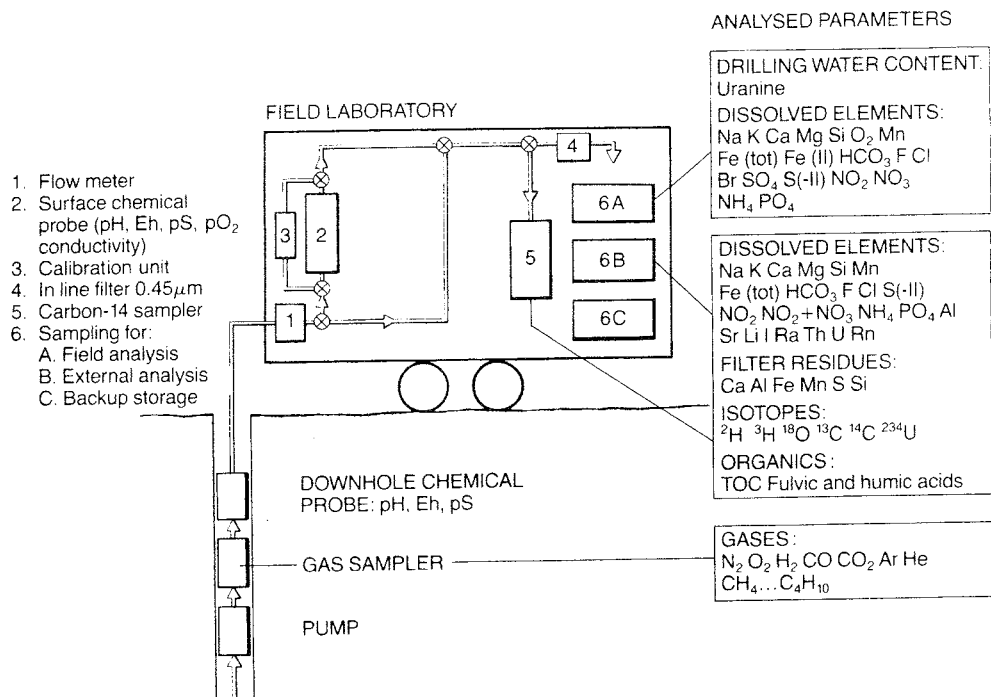 ANALYSED PARAMETERS
DRILLING WATER CONTENT:
Uranine
DISSOLVED ELEMENTS:
Na K Ca Mg Si O₂ Mn
Fe (tot) Fe (II) HCO₃ F Cl
Br SO₄ S(-II) NO₂ NO₃
NH₄ PO₄
FIELD LABORATORY
1. Flow meter
2. Surface chemical
probe (pH, Eh, pS, pO₂
conductivity)
3. Calibration unit
4. In line filter 0.45μm
5. Carbon-14 sampler
6. Sampling for:
A. Field analysis
B. External analysis
C. Backup storage
1
2
3
4
5
6A
6B
6C
DISSOLVED ELEMENTS:
Na K Ca Mg Si Mn
Fe (tot) HCO₃ F Cl S(-II)
NO₂ NO₂+NO₃ NH₄ PO₄ Al
Sr Li I Ra Th U Rn
FILTER RESIDUES:
Ca Al Fe Mn S Si
ISOTOPES:
²H ³H ¹⁸O ¹³C ¹⁴C ²³⁴U
ORGANICS:
TOC Fulvic and humic acids
DOWNHOLE CHEMICAL
PROBE: pH, Eh, pS
GAS SAMPLER
PUMP
GASES:
N₂ O₂ H₂ CO CO₂ Ar He
CH₄...C₄H₁₀